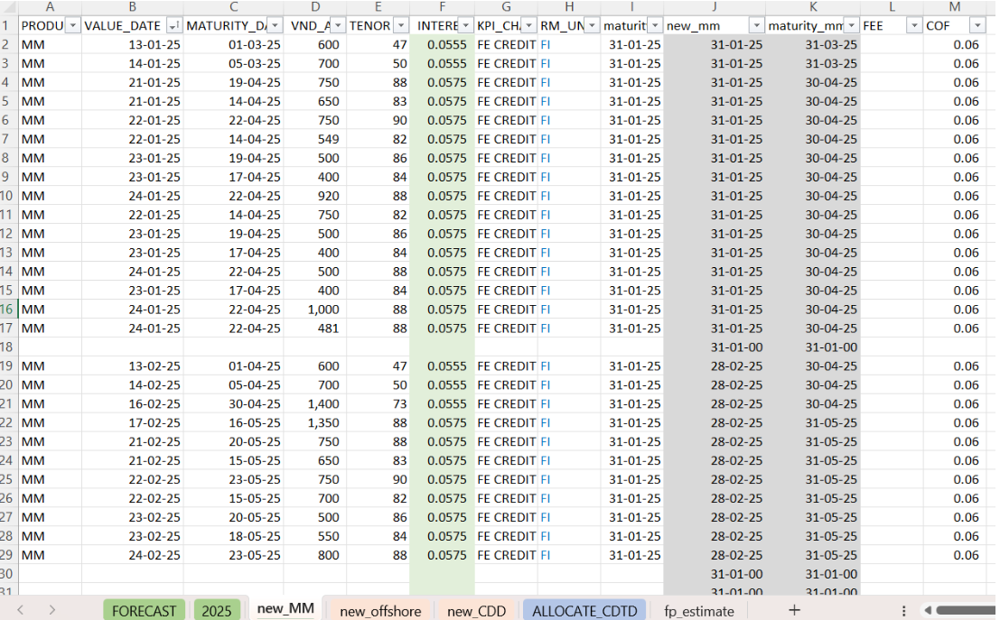 A B C D E F G H I J K L M
1 PRODU VALUE_DATE MATURITY_DA VND_A TENOR INTERE KPI_CHA RM_UN maturit new_mm maturity_mm FEE COF
2 MM 13-01-25 01-03-25 600 47 0.0555 FE CREDIT FI 31-01-25 31-01-25 31-03-25 0.06
3 MM 14-01-25 05-03-25 700 50 0.0555 FE CREDIT FI 31-01-25 31-01-25 31-03-25 0.06
4 MM 21-01-25 19-04-25 750 88 0.0575 FE CREDIT FI 31-01-25 31-01-25 30-04-25 0.06
5 MM 21-01-25 14-04-25 650 83 0.0575 FE CREDIT FI 31-01-25 31-01-25 30-04-25 0.06
6 MM 22-01-25 22-04-25 750 90 0.0575 FE CREDIT FI 31-01-25 31-01-25 30-04-25 0.06
7 MM 22-01-25 14-04-25 549 82 0.0575 FE CREDIT FI 31-01-25 31-01-25 30-04-25 0.06
8 MM 23-01-25 19-04-25 500 86 0.0575 FE CREDIT FI 31-01-25 31-01-25 30-04-25 0.06
9 MM 23-01-25 17-04-25 400 84 0.0575 FE CREDIT FI 31-01-25 31-01-25 30-04-25 0.06
10 MM 24-01-25 22-04-25 920 88 0.0575 FE CREDIT FI 31-01-25 31-01-25 30-04-25 0.06
11 MM 22-01-25 14-04-25 750 82 0.0575 FE CREDIT FI 31-01-25 31-01-25 30-04-25 0.06
12 MM 23-01-25 19-04-25 500 86 0.0575 FE CREDIT FI 31-01-25 31-01-25 30-04-25 0.06
13 MM 23-01-25 17-04-25 400 84 0.0575 FE CREDIT FI 31-01-25 31-01-25 30-04-25 0.06
14 MM 24-01-25 22-04-25 500 88 0.0575 FE CREDIT FI 31-01-25 31-01-25 30-04-25 0.06
15 MM 23-01-25 17-04-25 400 84 0.0575 FE CREDIT FI 31-01-25 31-01-25 30-04-25 0.06
16 MM 24-01-25 22-04-25 1,000 88 0.0575 FE CREDIT FI 31-01-25 31-01-25 30-04-25 0.06
17 MM 24-01-25 22-04-25 481 88 0.0575 FE CREDIT FI 31-01-25 31-01-25 30-04-25 0.06
18 31-01-00 31-01-00
19 MM 13-02-25 01-04-25 600 47 0.0555 FE CREDIT FI 31-01-25 28-02-25 30-04-25 0.06
20 MM 14-02-25 05-04-25 700 50 0.0555 FE CREDIT FI 31-01-25 28-02-25 30-04-25 0.06
21 MM 16-02-25 30-04-25 1,400 73 0.0555 FE CREDIT FI 31-01-25 28-02-25 30-04-25 0.06
22 MM 17-02-25 16-05-25 1,350 88 0.0575 FE CREDIT FI 31-01-25 28-02-25 31-05-25 0.06
23 MM 21-02-25 20-05-25 750 88 0.0575 FE CREDIT FI 31-01-25 28-02-25 31-05-25 0.06
24 MM 21-02-25 15-05-25 650 83 0.0575 FE CREDIT FI 31-01-25 28-02-25 31-05-25 0.06
25 MM 22-02-25 23-05-25 750 90 0.0575 FE CREDIT FI 31-01-25 28-02-25 31-05-25 0.06
26 MM 22-02-25 15-05-25 700 82 0.0575 FE CREDIT FI 31-01-25 28-02-25 31-05-25 0.06
27 MM 23-02-25 20-05-25 500 86 0.0575 FE CREDIT FI 31-01-25 28-02-25 31-05-25 0.06
28 MM 23-02-25 18-05-25 550 84 0.0575 FE CREDIT FI 31-01-25 28-02-25 31-05-25 0.06
29 MM 24-02-25 23-05-25 800 88 0.0575 FE CREDIT FI 31-01-25 28-02-25 31-05-25 0.06
30 31-01-00 31-01-00
31 31-01-00 31-01-00
FORECAST 2025 new_MM new_offshore new_CDD ALLOCATE_CDTD fp_estimate